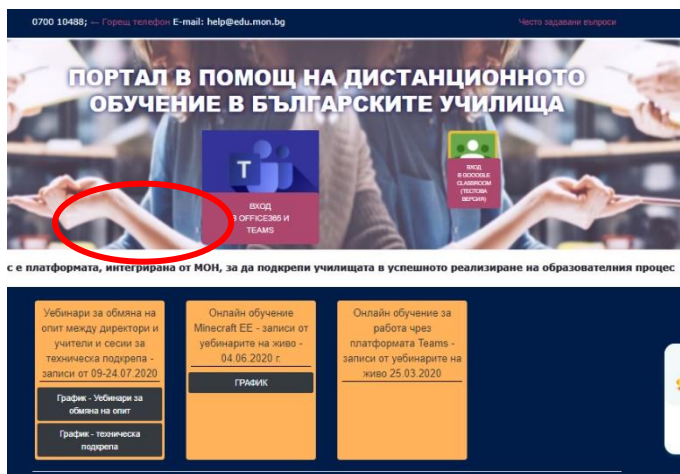 0700 10488; — Горещ телефон E-mail: help@edu.mon.bg
Често задавани въпроси
ПОРТАЛ В ПОМОЩ НА ДИСТАНЦИОННОТО
ОБУЧЕНИЕ В БЪЛГАРСКИТЕ УЧИЛИЩА
T
ВХОД
В OFFICE365 И
TEAMS
ВХОД
В GOOOGLE
CLASSROOM
(ТЕСТОВА
ВЕРСИЯ)
с е платформата, интегрирана от МОН, за да подкрепи училищата в успешното реализиране на образователния процес
Уебинари за обмяна на
опит между директори и
учители и сесии за
техническа подкрепа -
записи от 09-24.07.2020
График - Уебинари за
обмяна на опит
График - техническа
подкрепа
Онлайн обучение
Minecraft EE - записи от
уебинарите на живо -
04.06.2020 г.
ГРАФИК
Онлайн обучение за
работа чрез
платформата Teams -
записи от уебинарите на
живо 25.03.2020